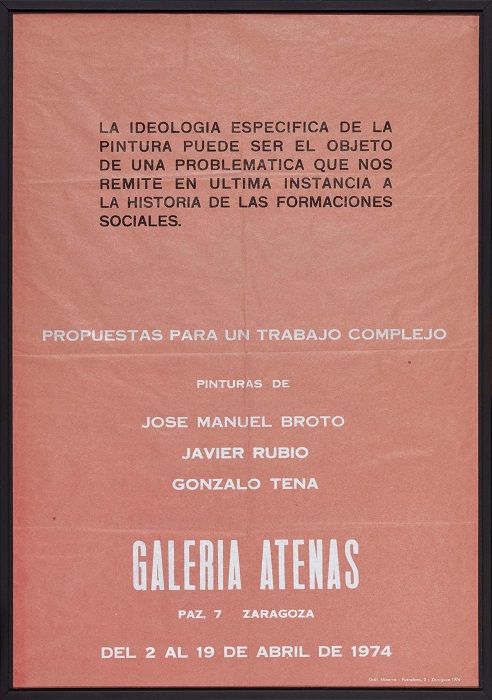 LA IDEOLOGIA ESPECIFICA DE LA
PINTURA PUEDE SER EL OBJETO
DE UNA PROBLEMATICA QUE NOS
REMITE EN ULTIMA INSTANCIA A
LA HISTORIA DE LAS FORMACIONES
SOCIALES.
PROPUESTAS PARA UN TRABAJO COMPLEJO
PINTURAS DE
JOSE MANUEL BROTO
JAVIER RUBIO
GONZALO TENA
GALERIA ATENAS
PAZ, 7 ZARAGOZA
DEL 2 AL 19 DE ABRIL DE 1974
Zaragoza 1974